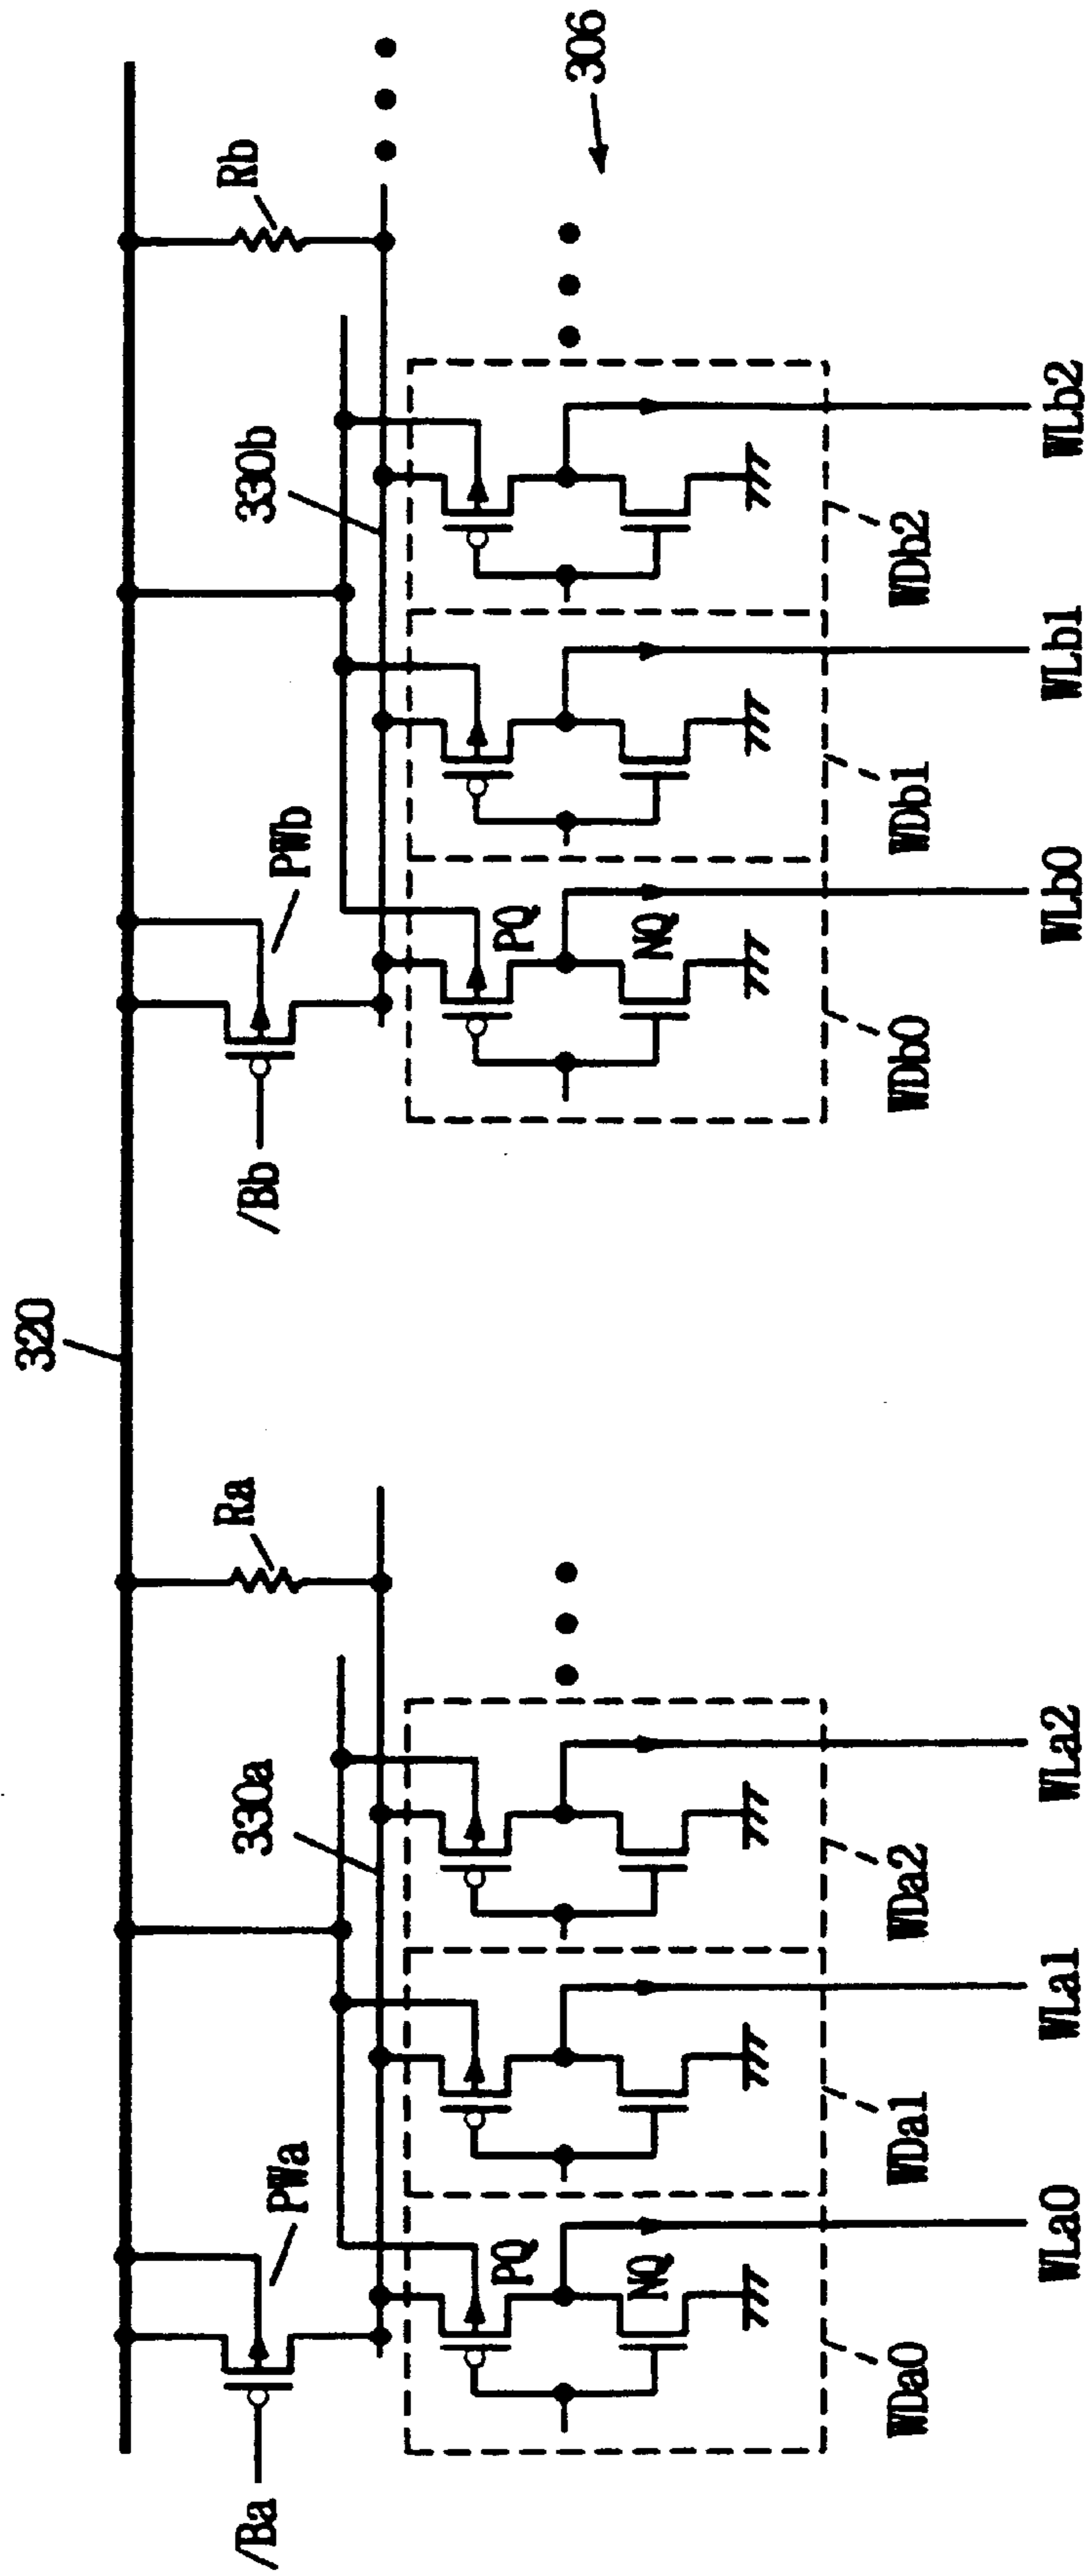 320
306
/Ba
PWa
330a
Ra
/Bb
PWb
330b
Rb
PQ
NQ
PQ
NQ
WDa0
WDa1
WDa2
WDb0
WDb1
WDb2
WLa0
WLa1
WLa2
WLb0
WLb1
WLb2